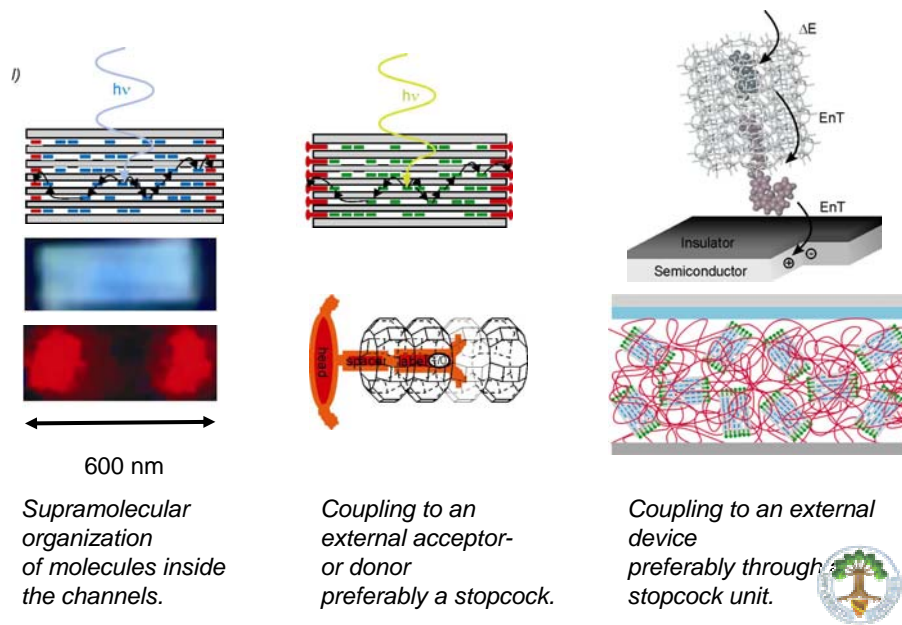 I)
hν
hν
ΔE
EnT
EnT
Insulator
Semiconductor
+
-
head
spacer
label
600 nm
Supramolecular
organization
of molecules inside
the channels.
Coupling to an
external acceptor-
or donor
preferably a stopcock.
Coupling to an external
device
preferably through
stopcock unit.